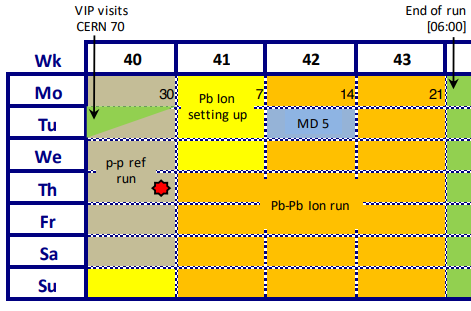 VIP visits
CERN 70
End of run
[06:00]
Wk 40 41 42 43
Mo 30 7 14 21
Pb Ion
setting up
Tu MD 5
We
p-p ref
run
Th
Pb-Pb Ion run
Fr
Sa
Su